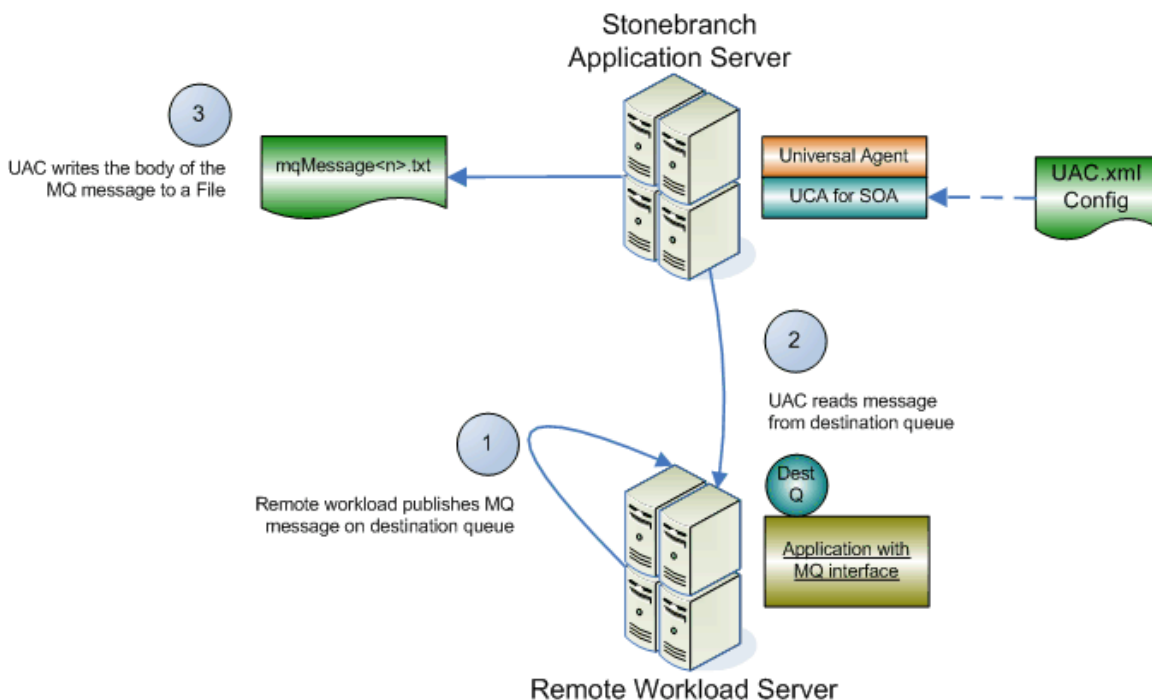 Stonebranch
Application Server
3
UAC writes the body of the
MQ message to a File
mqMessage<n>.txt
Universal Agent
UCA for SOA
UAC.xml
Config
2
UAC reads message
from destination queue
1
Remote workload publishes MQ
message on destination queue
Dest
Q
Application with
MQ interface
Remote Workload Server